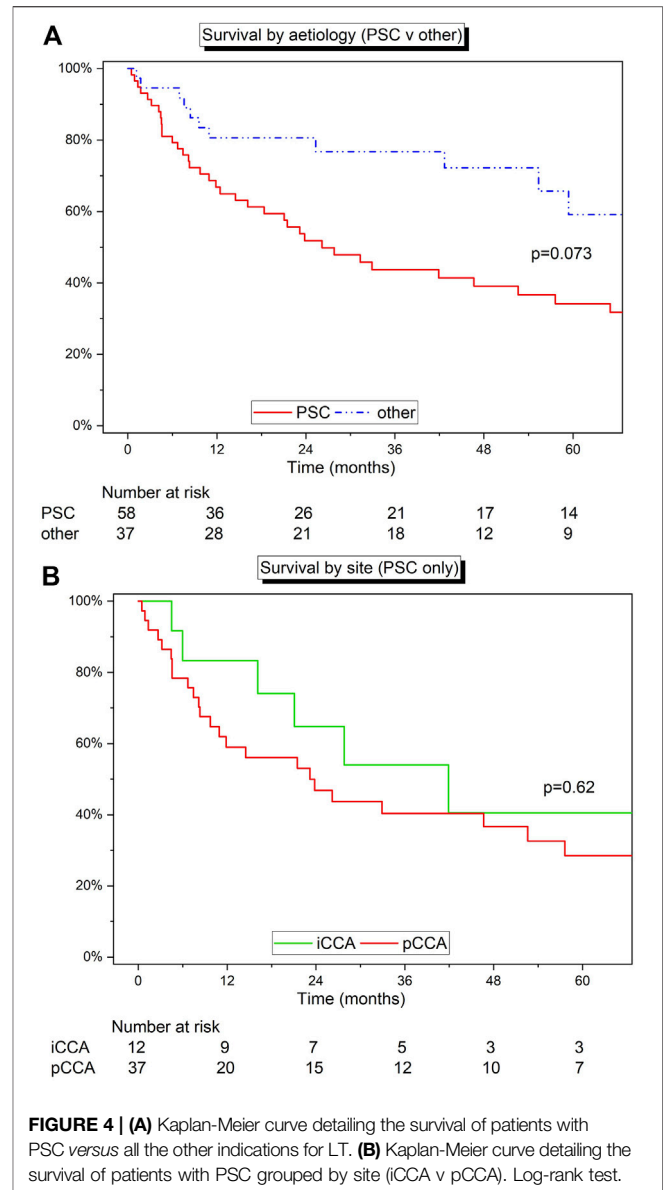 A
Survival by aetiology (PSC v other)
100%
80%
60%
p=0.073
40%
20%
PSC other
0%
0 12 24 36 48 60
Time (months)
Number at risk
PSC 58 36 26 21 17 14
other 37 28 21 18 12 9
B
Survival by site (PSC only)
100%
80%
60%
p=0.62
40%
20%
iCCA pCCA
0%
0 12 24 36 48 60
Time (months)
Number at risk
iCCA 12 9 7 5 3 3
pCCA 37 20 15 12 10 7
FIGURE 4 | (A) Kaplan-Meier curve detailing the survival of patients with
PSC versus all the other indications for LT. (B) Kaplan-Meier curve detailing the
survival of patients with PSC grouped by site (iCCA v pCCA). Log-rank test.